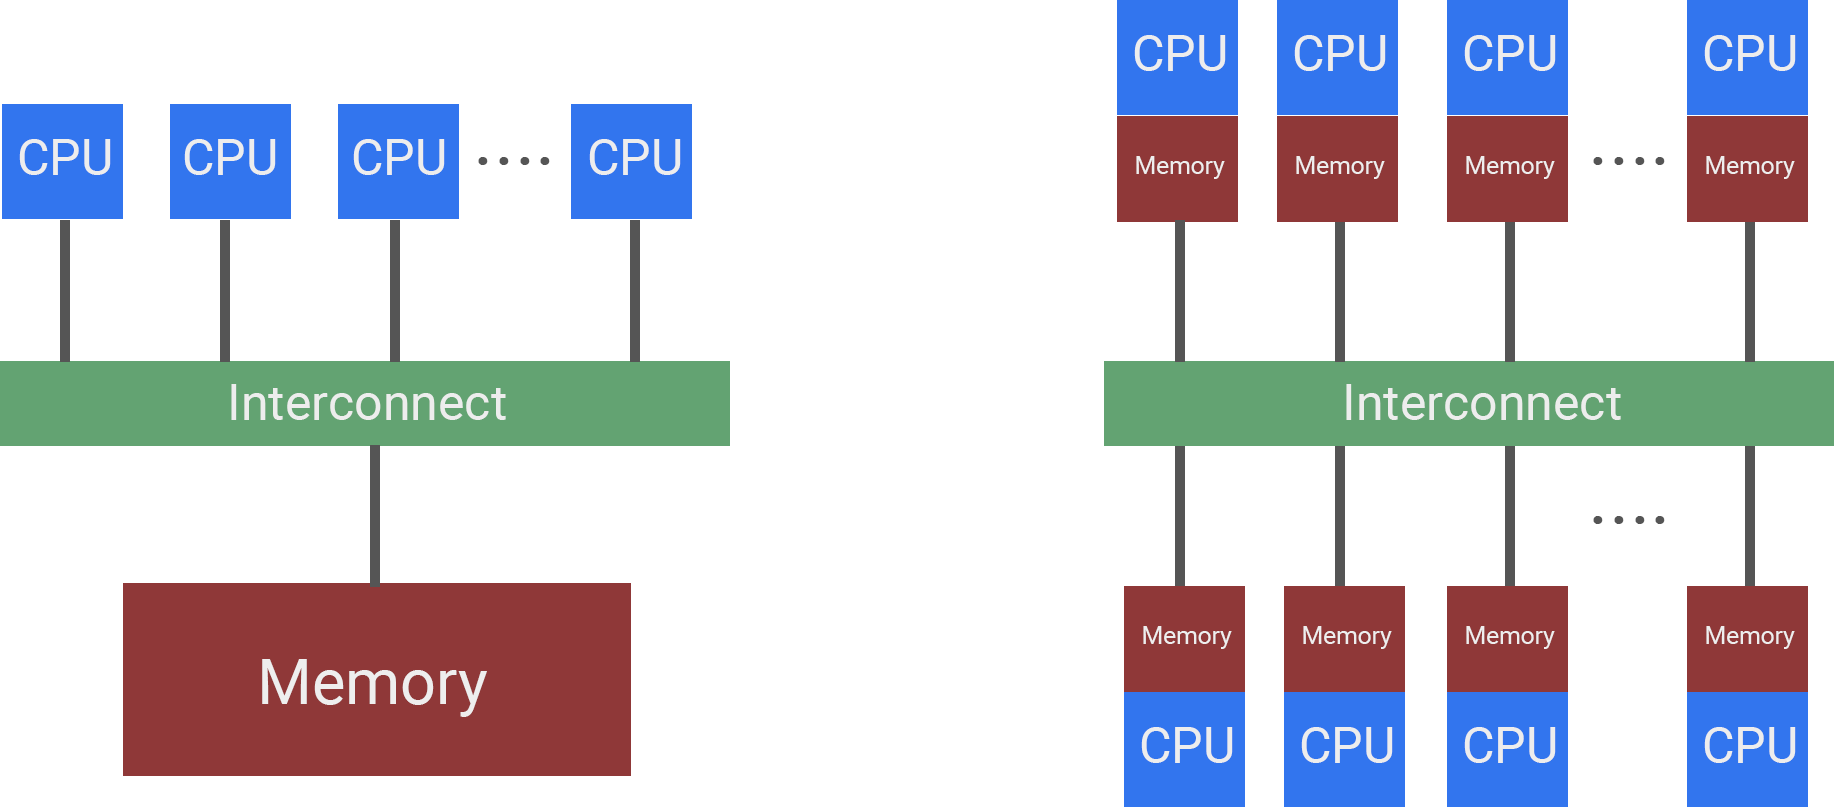 CPU CPU CPU .... CPU
Interconnect
Memory
CPU CPU CPU CPU
Memory Memory Memory .... Memory
Interconnect
....
Memory Memory Memory Memory
CPU CPU CPU CPU